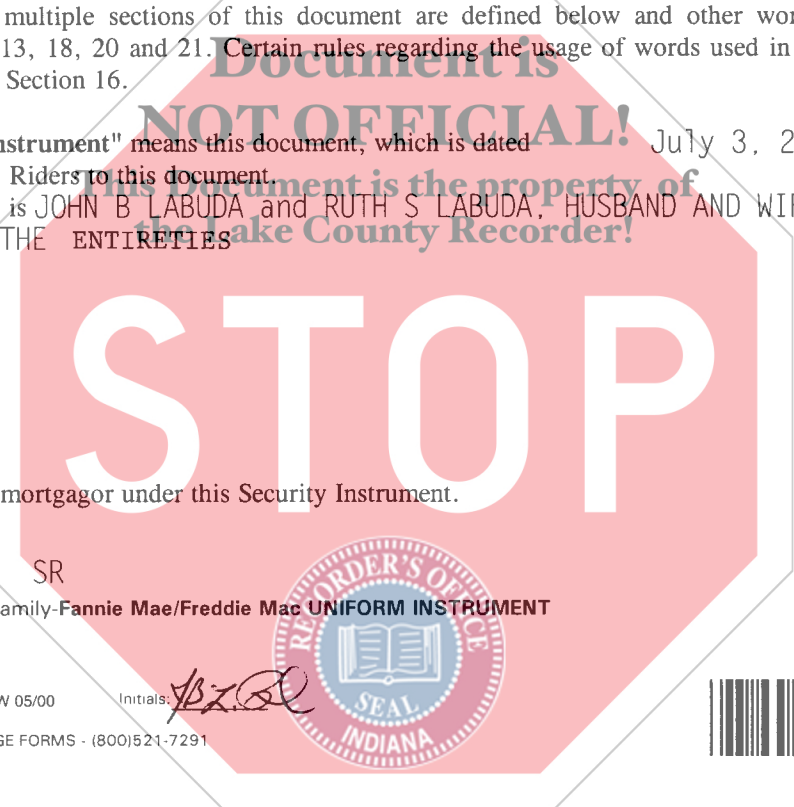 multiple sections of this document are defined below and other wor
13, 18, 20 and 21. Certain rules regarding the usage of words used in
Section 16.
Document is
NOT OFFICIAL!
nstrument" means this document, which is dated July 3, 2
Riders to this document.
This Document is the property of
is JOHN B LABUDA and RUTH S LABUDA, HUSBAND AND WIF
THE ENTIRETIES
the Lake County Recorder!
STOP
mortgagor under this Security Instrument.
SR
amily-Fannie Mae/Freddie Mac UNIFORM INSTRUMENT
RECORDER'S OFFICE
SEAL
INDIANA
W 05/00 Initials:
GE FORMS - (800)521-7291